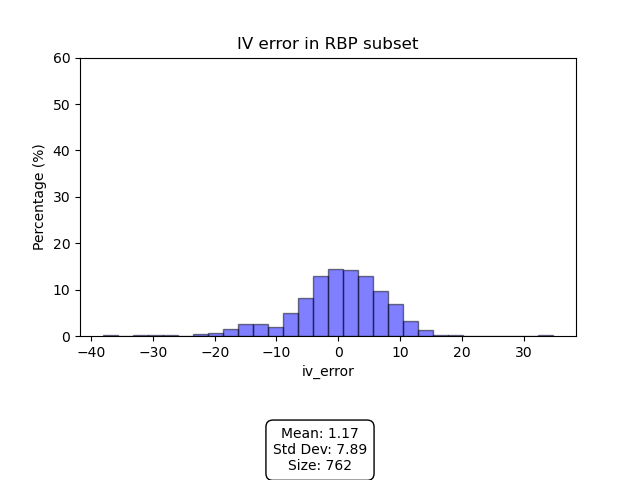 IV error in RBP subset
60
50
40
30
20
10
0
Percentage (%)
−40 −30 −20 −10 0 10 20 30
iv_error
Mean: 1.17
Std Dev: 7.89
Size: 762